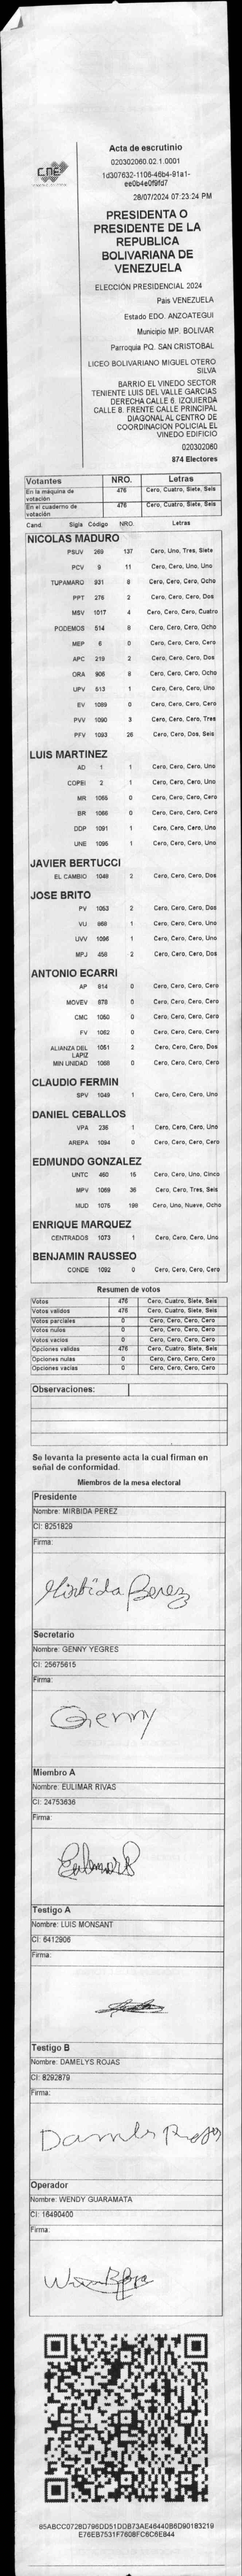 CNE
Acta de escrutinio
020302060.02.1.0001
1d307632-1106-46b4-91a1-
ee0b4e0f9fd7
28/07/2024 07:23:24 PM
PRESIDENTA O
PRESIDENTE DE LA
REPUBLICA
BOLIVARIANA DE
VENEZUELA
ELECCIÓN PRESIDENCIAL 2024
Pais VENEZUELA
Estado EDO. ANZOATEGUI
Municipio MP. BOLIVAR
Parroquia PQ. SAN CRISTOBAL
LICEO BOLIVARIANO MIGUEL OTERO
SILVA
BARRIO EL VINEDO SECTOR
TENIENTE LUIS DEL VALLE GARCIAS
DERECHA CALLE 6. IZQUIERDA
CALLE 8. FRENTE CALLE PRINCIPAL
DIAGONAL AL CENTRO DE
COORDINACION POLICIAL EL
VINEDO EDIFICIO
020302060
874 Electores
Votantes NRO. Letras
En la máquina de votación 476 Cero, Cuatro, Siete, Seis
En el cuaderno de votación 476 Cero, Cuatro, Siete, Seis
Cand. Sigla Código NRO. Letras
NICOLAS MADURO
PSUV 269 137 Cero, Uno, Tres, Siete
PCV 9 11 Cero, Cero, Uno, Uno
TUPAMARO 931 8 Cero, Cero, Cero, Ocho
PPT 276 2 Cero, Cero, Cero, Dos
MSV 1017 4 Cero, Cero, Cero, Cuatro
PODEMOS 514 8 Cero, Cero, Cero, Ocho
MEP 6 0 Cero, Cero, Cero, Cero
APC 219 2 Cero, Cero, Cero, Dos
ORA 906 8 Cero, Cero, Cero, Ocho
UPV 613 1 Cero, Cero, Cero, Uno
EV 1089 0 Cero, Cero, Cero, Cero
PVV 1090 3 Cero, Cero, Cero, Tres
PFV 1093 26 Cero, Cero, Dos, Seis
LUIS MARTINEZ
AD 1 1 Cero, Cero, Cero, Uno
COPEI 2 1 Cero, Cero, Cero, Uno
MR 1065 0 Cero, Cero, Cero, Cero
BR 1066 0 Cero, Cero, Cero, Cero
DDP 1091 1 Cero, Cero, Cero, Uno
UNE 1095 1 Cero, Cero, Cero, Uno
JAVIER BERTUCCI
EL CAMBIO 1048 2 Cero, Cero, Cero, Dos
JOSE BRITO
PV 1053 2 Cero, Cero, Cero, Dos
VU 968 1 Cero, Cero, Cero, Uno
UVV 1096 1 Cero, Cero, Cero, Uno
MPJ 458 2 Cero, Cero, Cero, Dos
ANTONIO ECARRI
AP 814 0 Cero, Cero, Cero, Cero
MOVEV 878 0 Cero, Cero, Cero, Cero
CMC 1050 0 Cero, Cero, Cero, Cero
FV 1062 0 Cero, Cero, Cero, Cero
ALIANZA DEL LAPIZ 1051 2 Cero, Cero, Cero, Dos
MIN UNIDAD 1088 0 Cero, Cero, Cero, Cero
CLAUDIO FERMIN
SPV 1049 1 Cero, Cero, Cero, Uno
DANIEL CEBALLOS
VPA 236 1 Cero, Cero, Cero, Uno
AREPA 1094 0 Cero, Cero, Cero, Cero
EDMUNDO GONZALEZ
UNTC 460 15 Cero, Cero, Uno, Cinco
MPV 1069 36 Cero, Cero, Tres, Seis
MUD 1075 198 Cero, Uno, Nueve, Ocho
ENRIQUE MARQUEZ
CENTRADOS 1073 1 Cero, Cero, Cero, Uno
BENJAMIN RAUSSEO
CONDE 1092 0 Cero, Cero, Cero, Cero
Resumen de votos
Votos 476 Cero, Cuatro, Siete, Seis
Votos validos 476 Cero, Cuatro, Siete, Seis
Votos parciales 0 Cero, Cero, Cero, Cero
Votos nulos 0 Cero, Cero, Cero, Cero
Votos vacios 0 Cero, Cero, Cero, Cero
Opciones validas 476 Cero, Cuatro, Siete, Seis
Opciones nulas 0 Cero, Cero, Cero, Cero
Opciones vacias 0 Cero, Cero, Cero, Cero
Observaciones:
Se levanta la presente acta la cual firman en
señal de conformidad.
Miembros de la mesa electoral
Presidente
Nombre: MIRBIDA PEREZ
CI: 8251829
Firma:
Mirbida Perez
Secretario
Nombre: GENNY YEGRES
CI: 25675615
Firma:
Genny
Miembro A
Nombre: EULIMAR RIVAS
CI: 24753636
Firma:
Testigo A
Nombre: LUIS MONSANT
CI: 6412906
Firma:
Testigo B
Nombre: DAMELYS ROJAS
CI: 8292879
Firma:
Operador
Nombre: WENDY GUARAMATA
CI: 16490400
Firma:
85ABCC0728D796DD51DDB73AE46440B6D90183219
E76EB7531F7608FC6C6E844